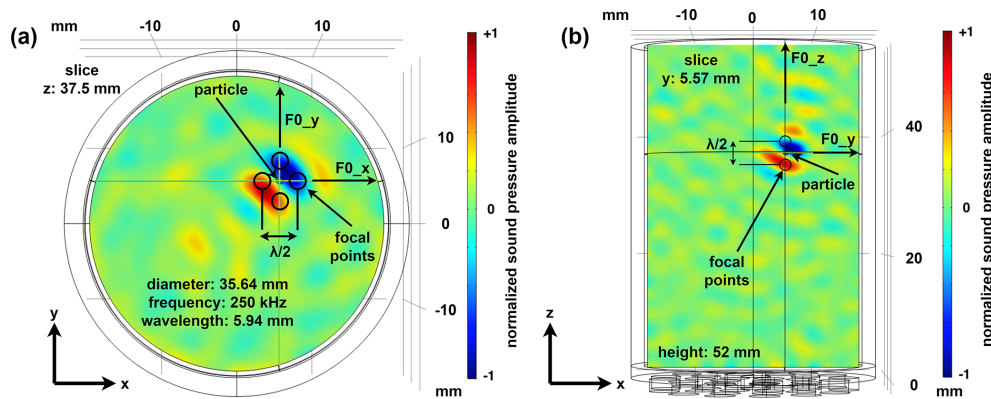 mm
-10
0
10
(a)
slice
z: 37.5 mm
particle
F0_y
F0_x
10
0
-10
λ/2
focal
points
diameter: 35.64 mm
frequency: 250 kHz
wavelength: 5.94 mm
y
x
mm
+1
0
-1
normalized sound pressure amplitude
mm
-10
0
10
(b)
slice
y: 5.57 mm
F0_z
λ/2
F0_y
particle
focal
points
height: 52 mm
z
x
40
20
0
mm
+1
0
-1
normalized sound pressure amplitude